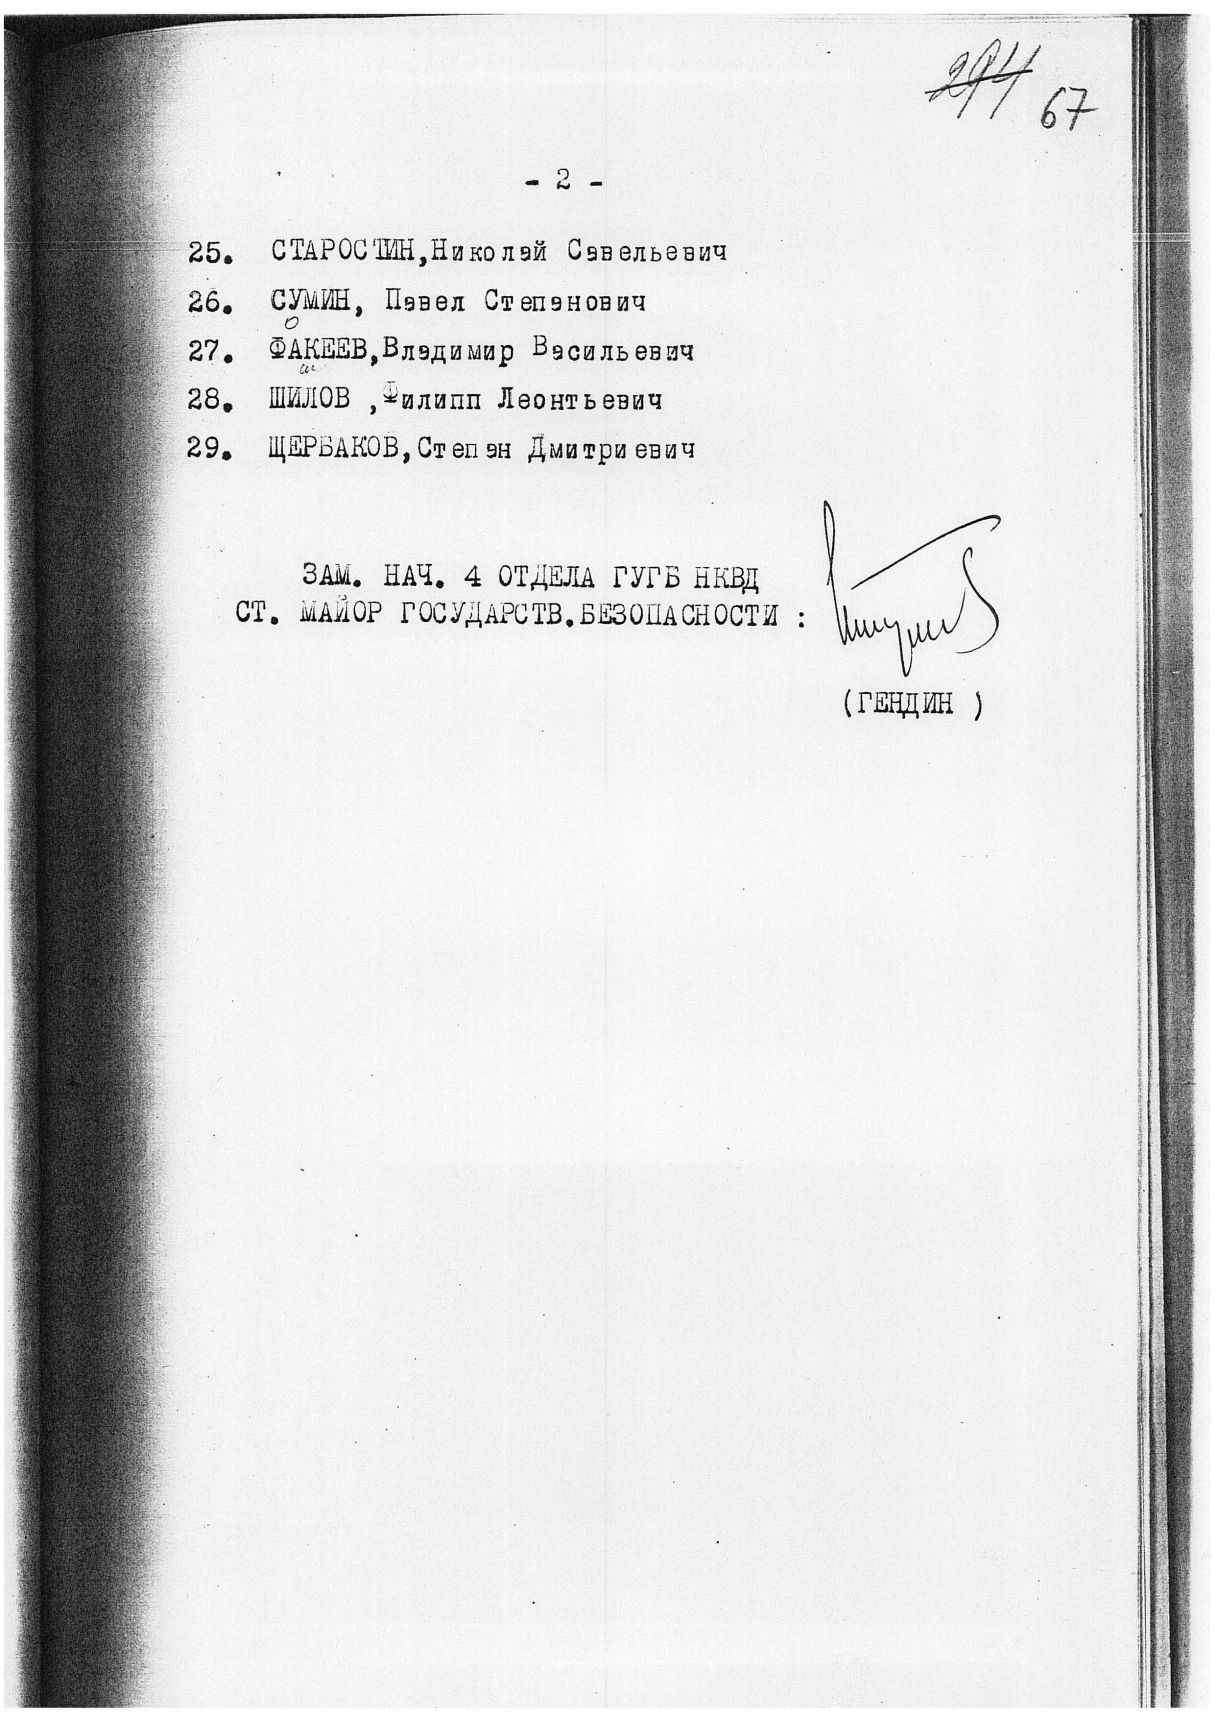 294 67
- 2 -
25. СТАРОСТИН,Николай Савельевич
26. СУМИН, Павел Степанович
о
27. ФАКЕЕВ,Владимир Васильевич
28. ШИЛОВ ,Филипп Леонтьевич
29. ЩЕРБАКОВ,Степан Дмитриевич
ЗАМ. НАЧ. 4 ОТДЕЛА ГУГБ НКВД
СТ. МАЙОР ГОСУДАРСТВ.БЕЗОПАСНОСТИ :
(ГЕНДИН )